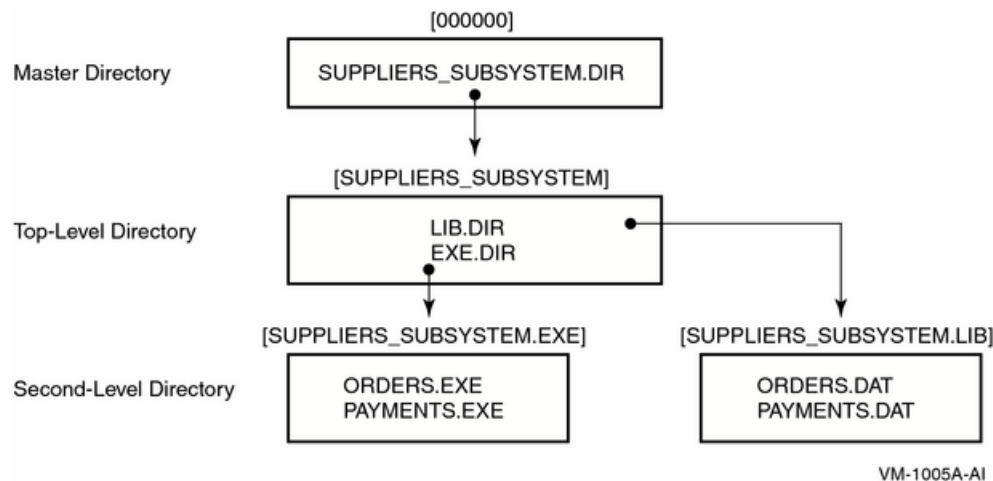 [000000]
Master Directory
SUPPLIERS_SUBSYSTEM.DIR
[SUPPLIERS_SUBSYSTEM]
Top-Level Directory
LIB.DIR
EXE.DIR
[SUPPLIERS_SUBSYSTEM.EXE]
[SUPPLIERS_SUBSYSTEM.LIB]
Second-Level Directory
ORDERS.EXE
PAYMENTS.EXE
ORDERS.DAT
PAYMENTS.DAT
VM-1005A-AI